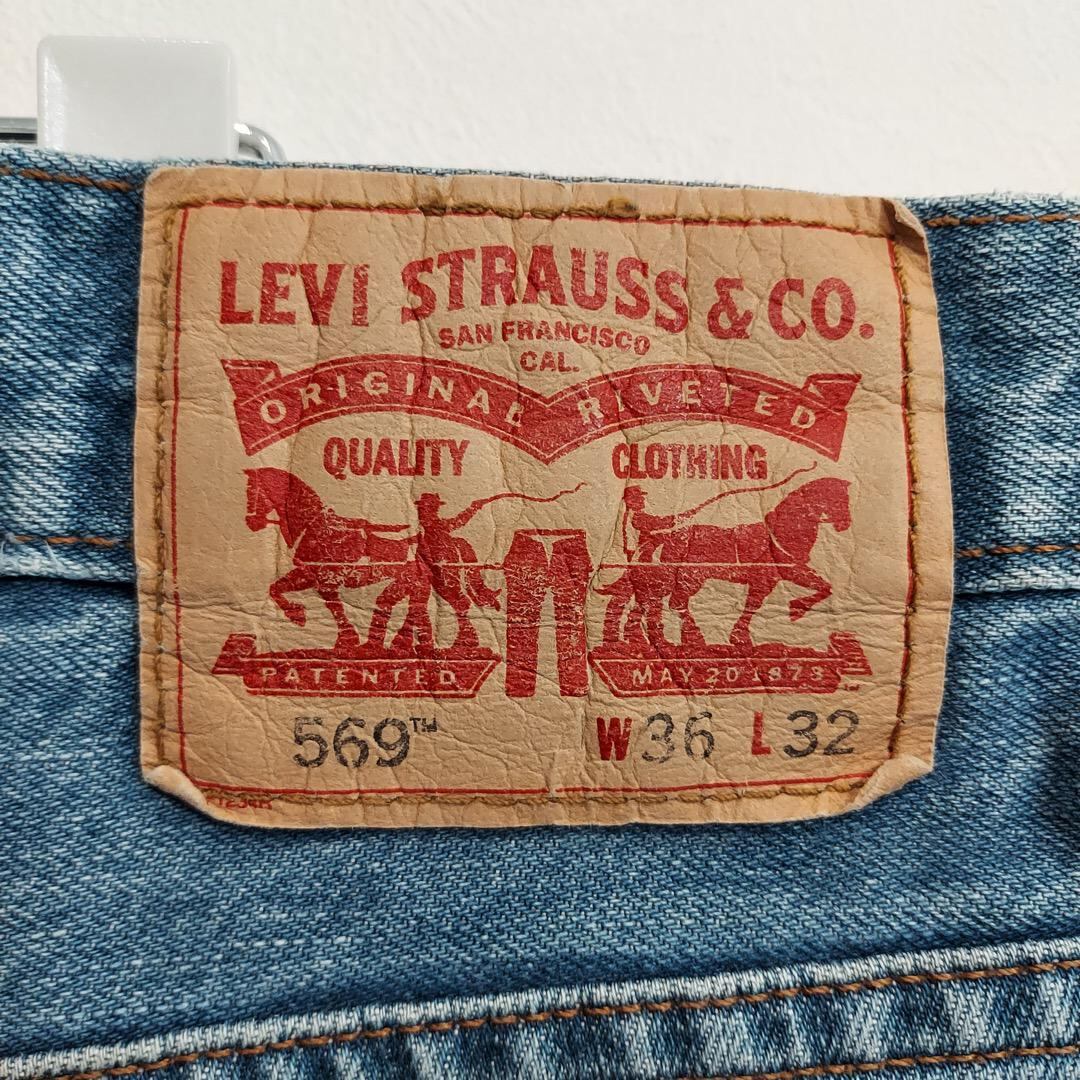 LEVI STRAUSS & CO.
SAN FRANCISCO
CAL.
ORIGINAL RIVETED
QUALITY CLOTHING
PATENTED MAY 20 1873
569™ W36 L32